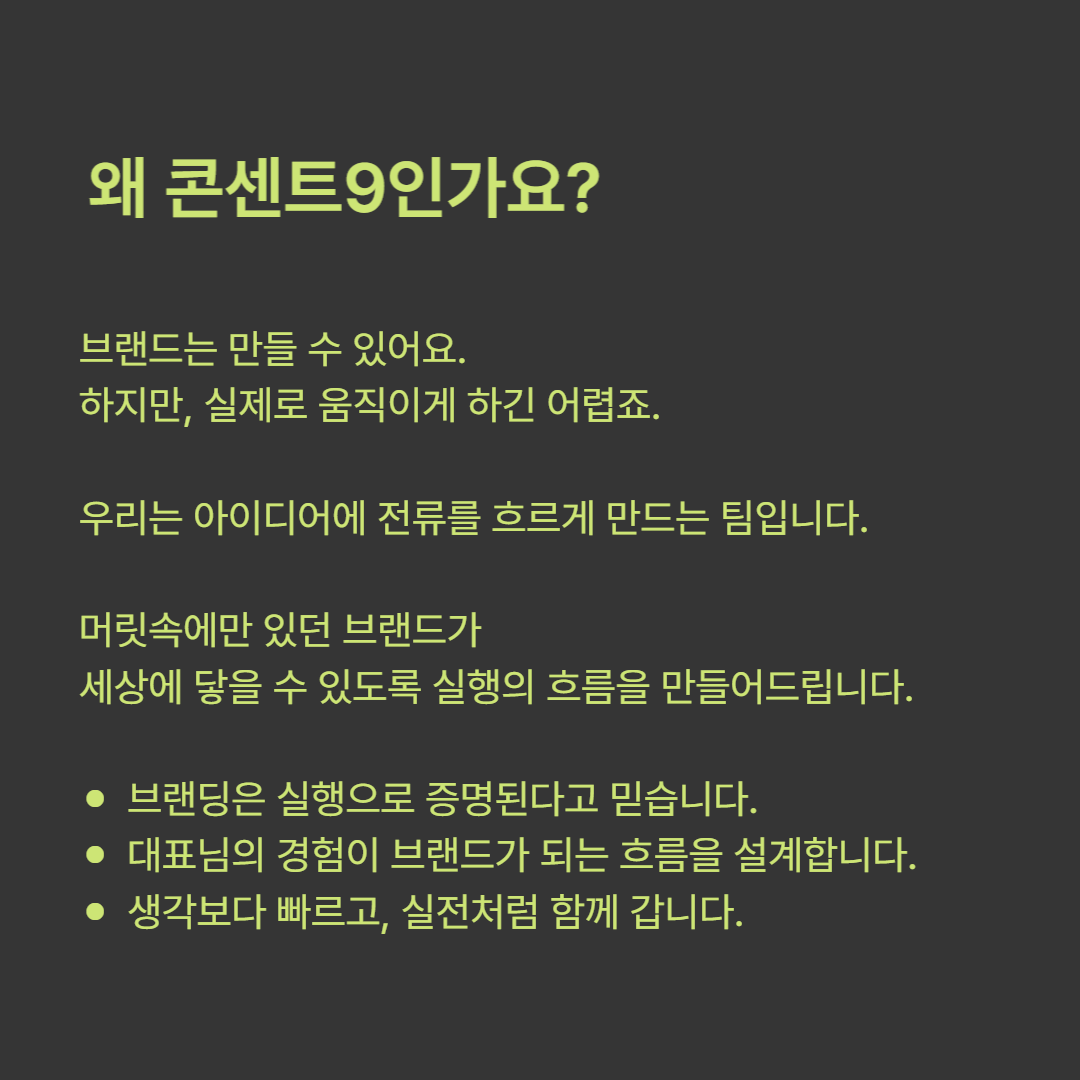 왜 콘센트9인가요?
브랜드는 만들 수 있어요.
하지만, 실제로 움직이게 하긴 어렵죠.
우리는 아이디어에 전류를 흐르게 만드는 팀입니다.
머릿속에만 있던 브랜드가
세상에 닿을 수 있도록 실행의 흐름을 만들어드립니다.
• 브랜딩은 실행으로 증명된다고 믿습니다.
• 대표님의 경험이 브랜드가 되는 흐름을 설계합니다.
• 생각보다 빠르고, 실전처럼 함께 갑니다.